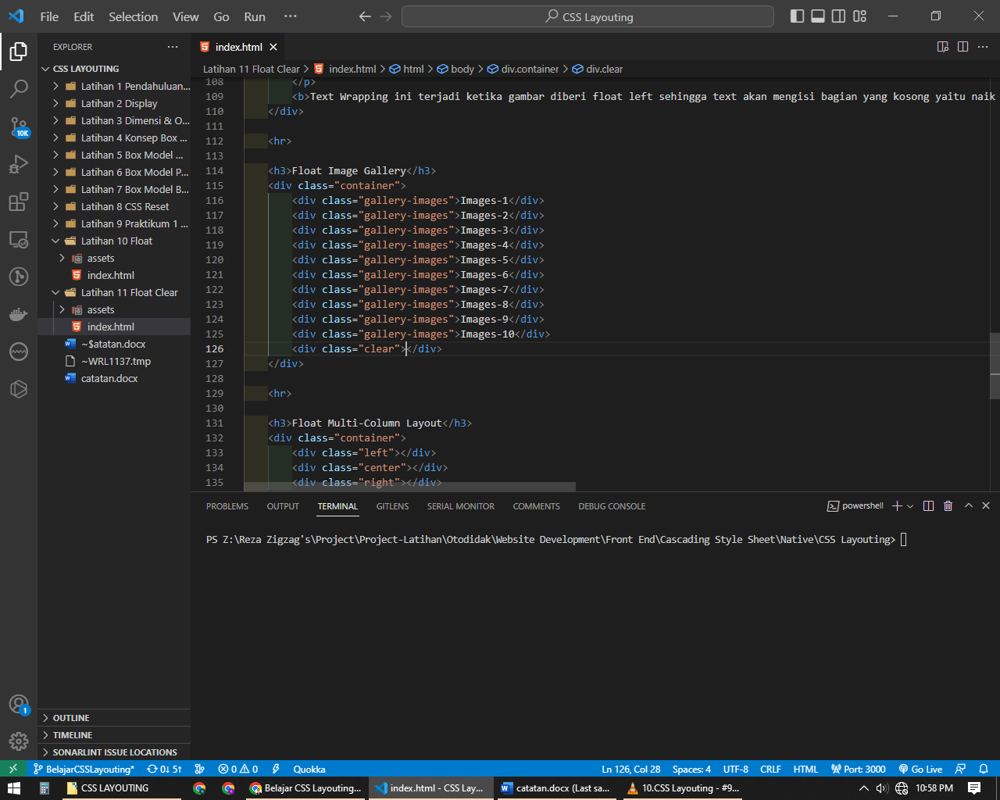 File Edit Selection View Go Run ··· CSS Layouting
EXPLORER ···
CSS LAYOUTING
Latihan 1 Pendahuluan...
Latihan 2 Display
Latihan 3 Dimensi & O...
Latihan 4 Konsep Box ...
Latihan 5 Box Model ...
Latihan 6 Box Model P...
Latihan 7 Box Model B...
Latihan 8 CSS Reset
Latihan 9 Praktikum 1 ...
Latihan 10 Float
assets
index.html
Latihan 11 Float Clear
assets
index.html
~$atatan.docx
~WRL1137.tmp
catatan.docx
OUTLINE
TIMELINE
SONARLINT ISSUE LOCATIONS
10K
1
index.html
Latihan 11 Float Clear > index.html > html > body > div.container > div.clear
108 </p>
109 <b>Text Wrapping ini terjadi ketika gambar diberi float left sehingga text akan mengisi bagian yang kosong yaitu naik
110 </div>
111
112 <hr>
113
114 <h3>Float Image Gallery</h3>
115 <div class="container">
116 <div class="gallery-images">Images-1</div>
117 <div class="gallery-images">Images-2</div>
118 <div class="gallery-images">Images-3</div>
119 <div class="gallery-images">Images-4</div>
120 <div class="gallery-images">Images-5</div>
121 <div class="gallery-images">Images-6</div>
122 <div class="gallery-images">Images-7</div>
123 <div class="gallery-images">Images-8</div>
124 <div class="gallery-images">Images-9</div>
125 <div class="gallery-images">Images-10</div>
126 <div class="clear"></div>
127 </div>
128
129 <hr>
130
131 <h3>Float Multi-Column Layout</h3>
132 <div class="container">
133 <div class="left"></div>
134 <div class="center"></div>
135 <div class="right"></div>
PROBLEMS OUTPUT TERMINAL GITLENS SERIAL MONITOR COMMENTS DEBUG CONSOLE powershell
PS Z:\Reza Zigzag's\Project\Project-Latihan\Otodidak\Website Development\Front End\Cascading Style Sheet\Native\CSS Layouting>
BelajarCSSLayouting* 0↓ 5↑ 0 0 Quokka Ln 126, Col 28 Spaces: 4 UTF-8 CRLF HTML Port: 3000 Go Live
CSS LAYOUTING Belajar CSS Layouting... index.html - CSS Lay... catatan.docx (Last sa... 10.CSS Layouting - #9... 10:58 PM